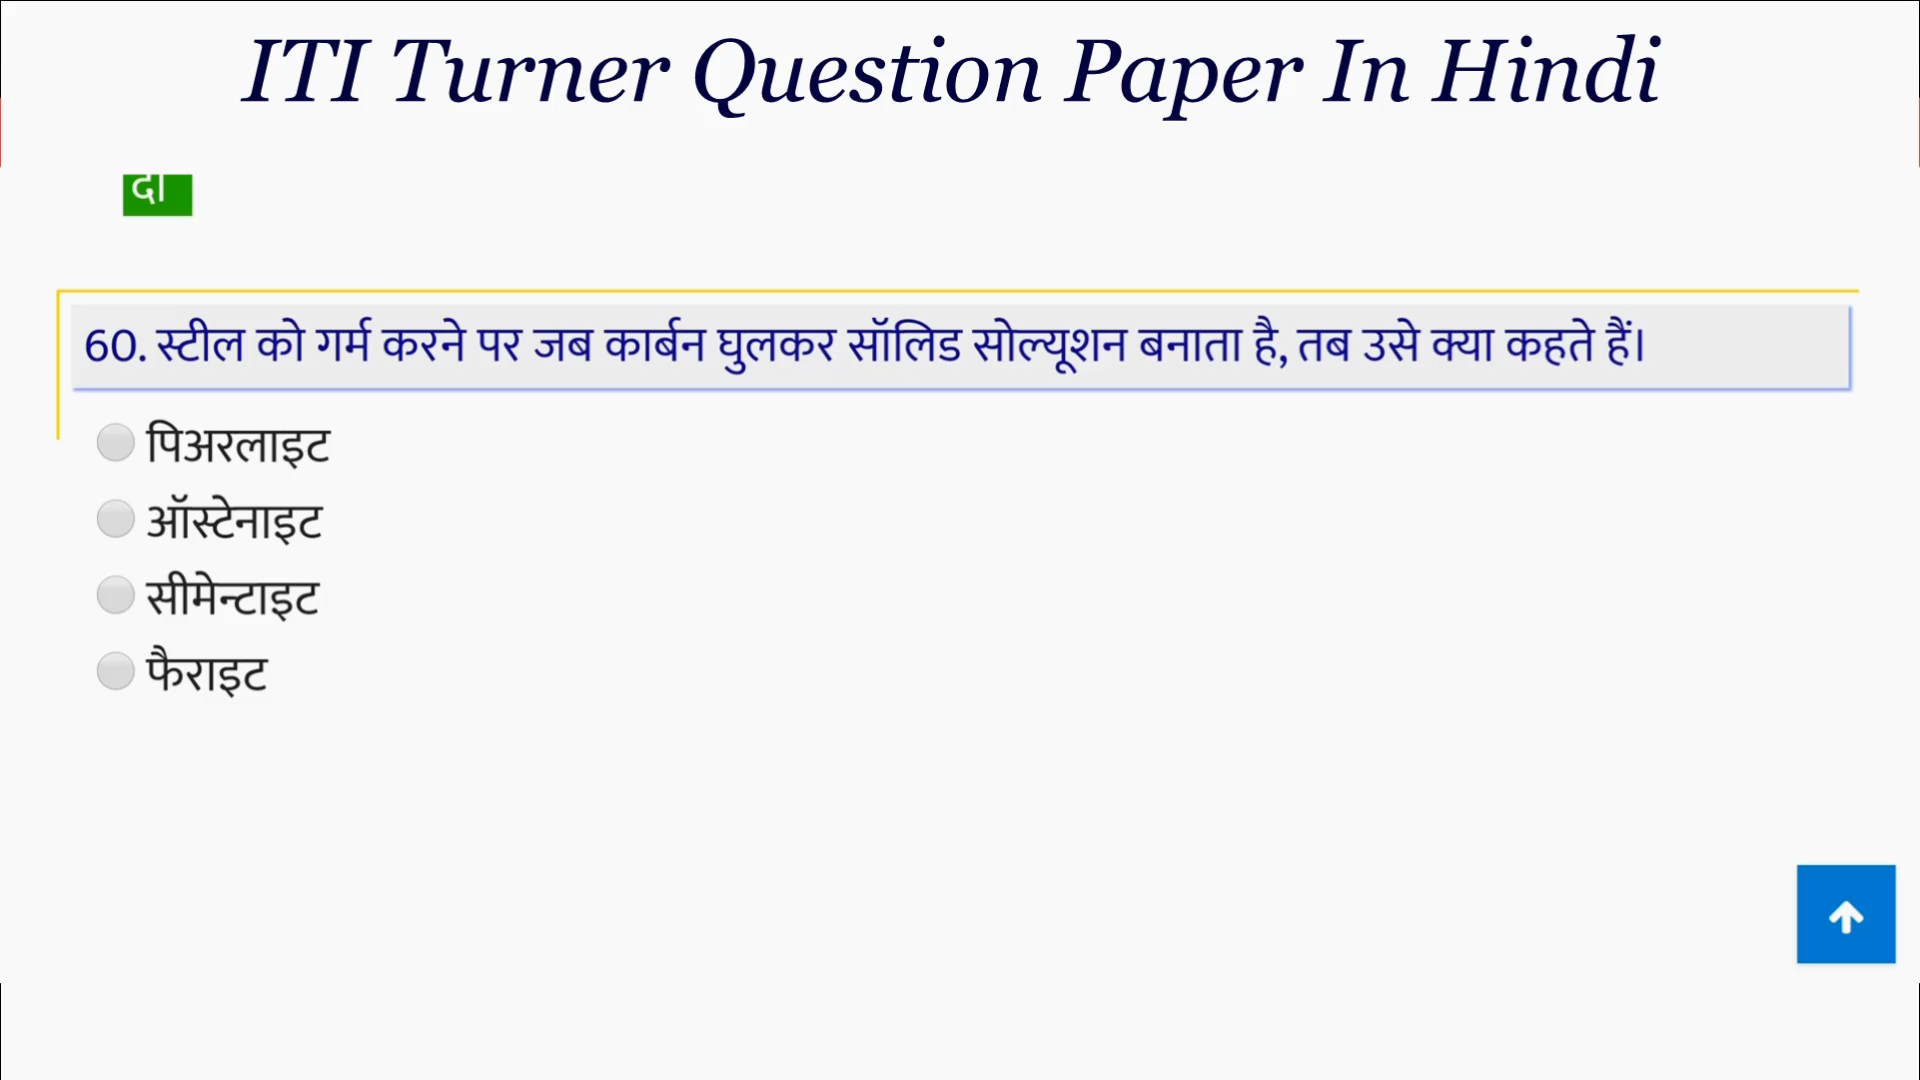 ITI Turner Question Paper In Hindi
दो
60. स्टील को गर्म करने पर जब कार्बन घुलकर सॉलिड सोल्यूशन बनाता है, तब उसे क्या कहते हैं।
पिअरलाइट
ऑस्टेनाइट
सीमेन्टाइट
फैराइट